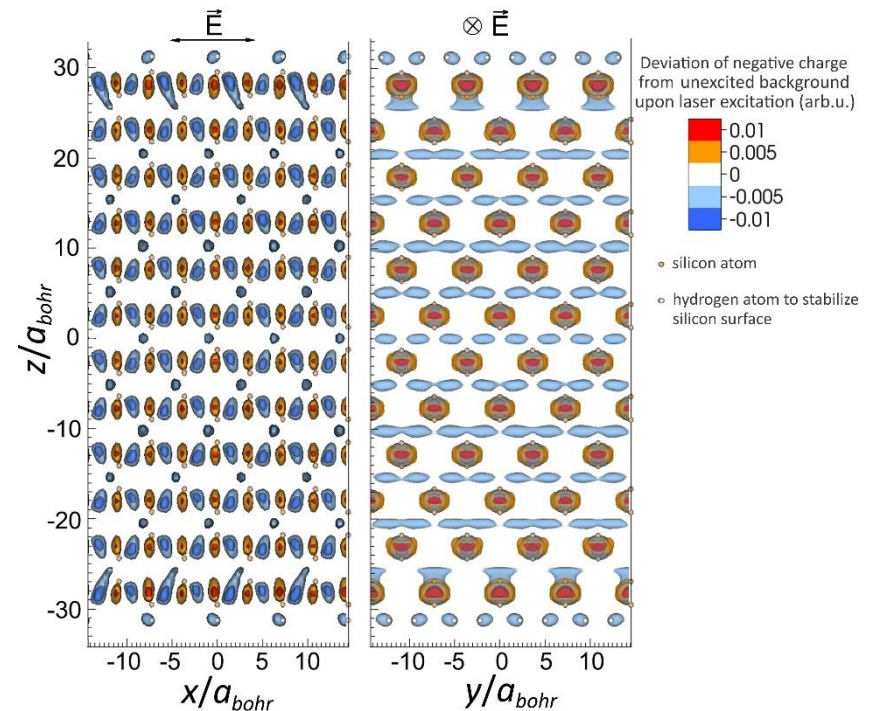 E
⊗ E
30
20
10
0
-10
-20
-30
z/a_bohr
-10 -5 0 5 10
x/a_bohr
-10 -5 0 5 10
y/a_bohr
Deviation of negative charge
from unexcited background
upon laser excitation (arb.u.)
0.01
0.005
0
-0.005
-0.01
silicon atom
hydrogen atom to stabilize
silicon surface